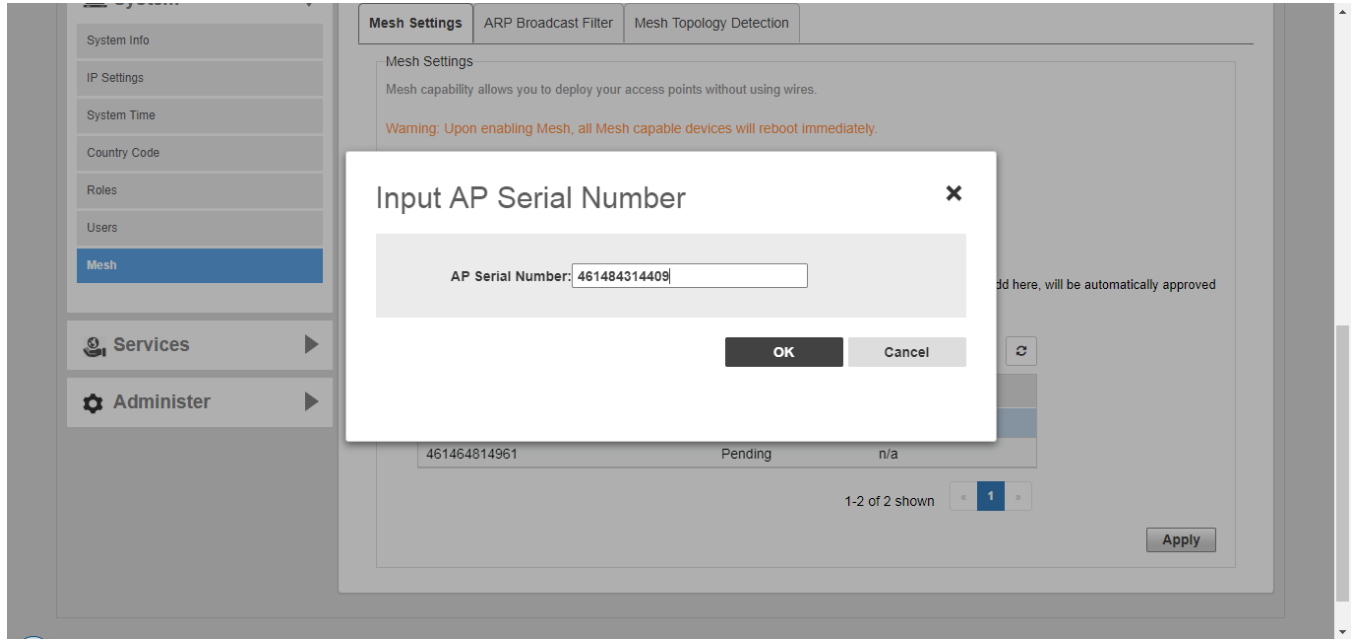 System
System Info
IP Settings
System Time
Country Code
Roles
Users
Mesh
Services
Administer
Mesh Settings
ARP Broadcast Filter
Mesh Topology Detection
Mesh Settings
Mesh capability allows you to deploy your access points without using wires.
Warning: Upon enabling Mesh, all Mesh capable devices will reboot immediately.
Input AP Serial Number
AP Serial Number: 461484314409
OK
Cancel
here, will be automatically approved
461464814961 Pending n/a
1-2 of 2 shown « 1 »
Apply